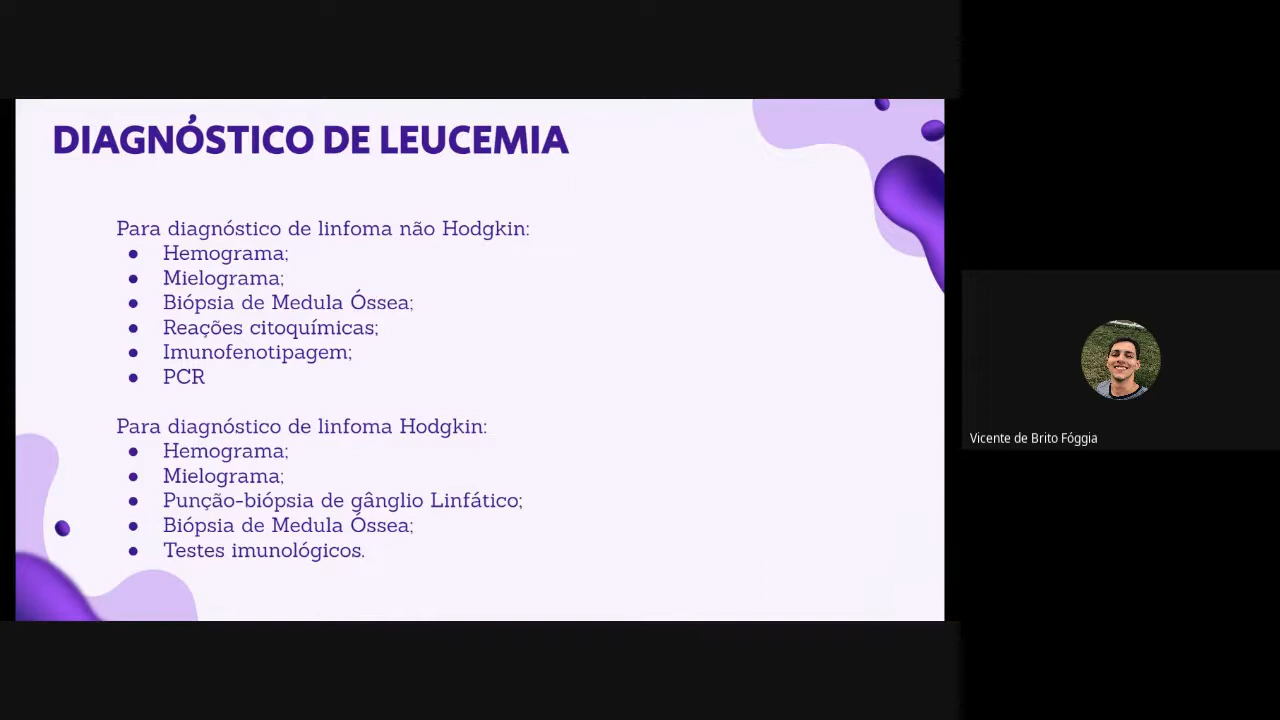 DIAGNÓSTICO DE LEUCEMIA
Para diagnóstico de linfoma não Hodgkin:
● Hemograma;
● Mielograma;
● Biópsia de Medula Óssea;
● Reações citoquímicas;
● Imunofenotipagem;
● PCR
Para diagnóstico de linfoma Hodgkin:
● Hemograma;
● Mielograma;
● Punção-biópsia de gânglio Linfático;
● Biópsia de Medula Óssea;
● Testes imunológicos.
Vicente de Brito Fóggia